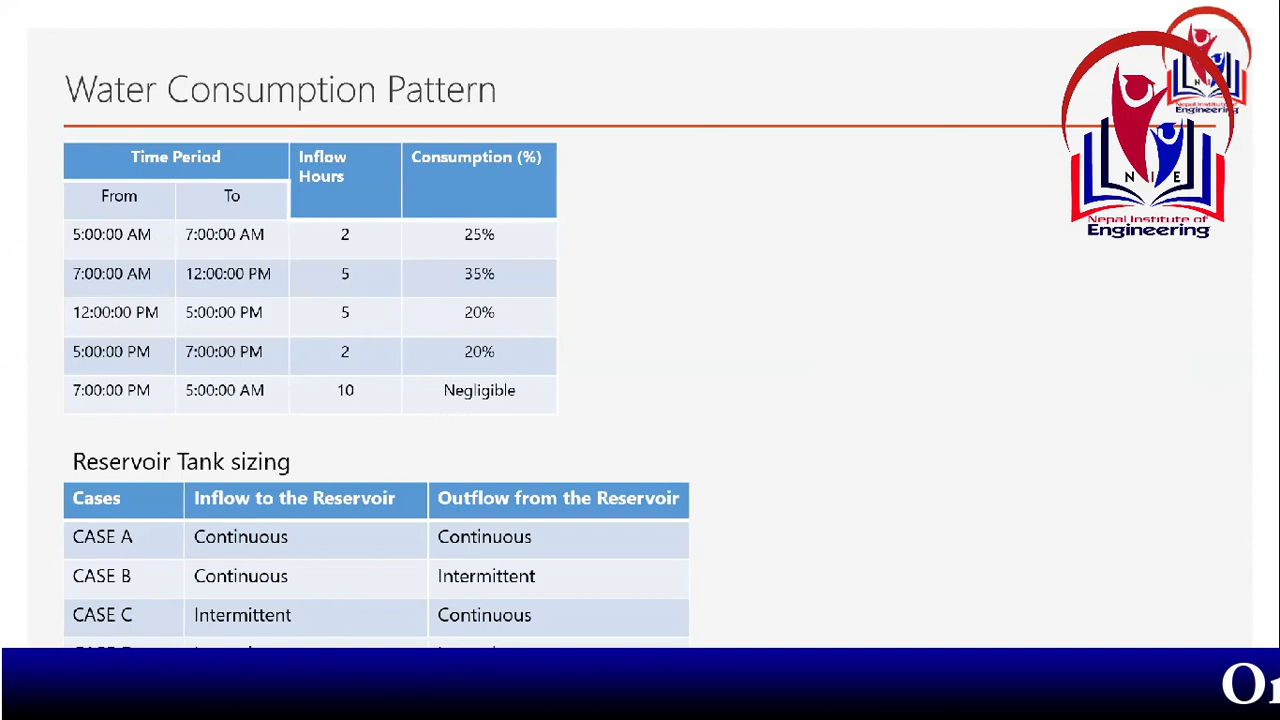 Water Consumption Pattern
Time Period Inflow Hours Consumption (%)
From To
5:00:00 AM 7:00:00 AM 2 25%
7:00:00 AM 12:00:00 PM 5 35%
12:00:00 PM 5:00:00 PM 5 20%
5:00:00 PM 7:00:00 PM 2 20%
7:00:00 PM 5:00:00 AM 10 Negligible
Reservoir Tank sizing
Cases Inflow to the Reservoir Outflow from the Reservoir
CASE A Continuous Continuous
CASE B Continuous Intermittent
CASE C Intermittent Continuous
N I E
Nepal Institute of
Engineering
Nepal Institute of
Engineering